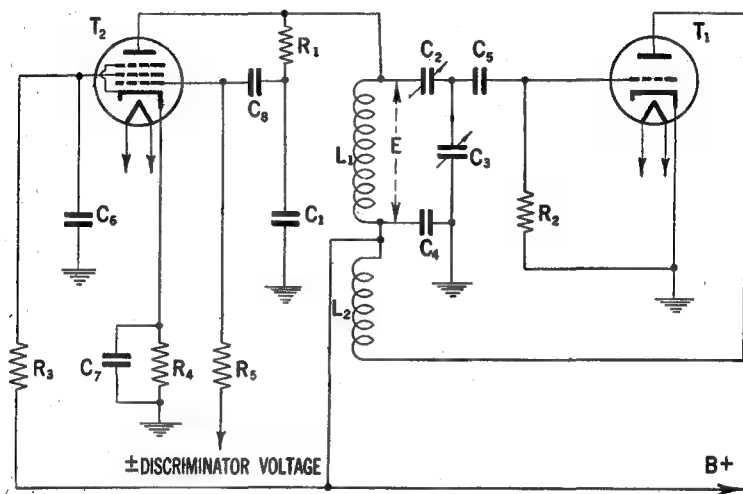 T₂
R₁
C₂
C₅
T₁
C₈
E
L₁
C₃
C₆
C₁
C₄
R₂
L₂
R₃
C₇
R₄
R₅
±DISCRIMINATOR VOLTAGE
B+